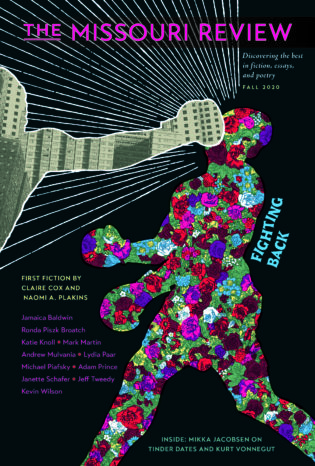 THE MISSOURI REVIEW
Discovering the best
in fiction, essays,
and poetry
FALL 2020
FIGHTING
BACK
FIRST FICTION BY
CLAIRE COX AND
NAOMI A. PLAKINS
Jamaica Baldwin
Ronda Piszk Broatch
Katie Knoll • Mark Martin
Andrew Mulvania • Lydia Paar
Michael Piafsky • Adam Prince
Janette Schafer • Jeff Tweedy
Kevin Wilson
INSIDE: MIKKA JACOBSEN ON
TINDER DATES AND KURT VONNEGUT